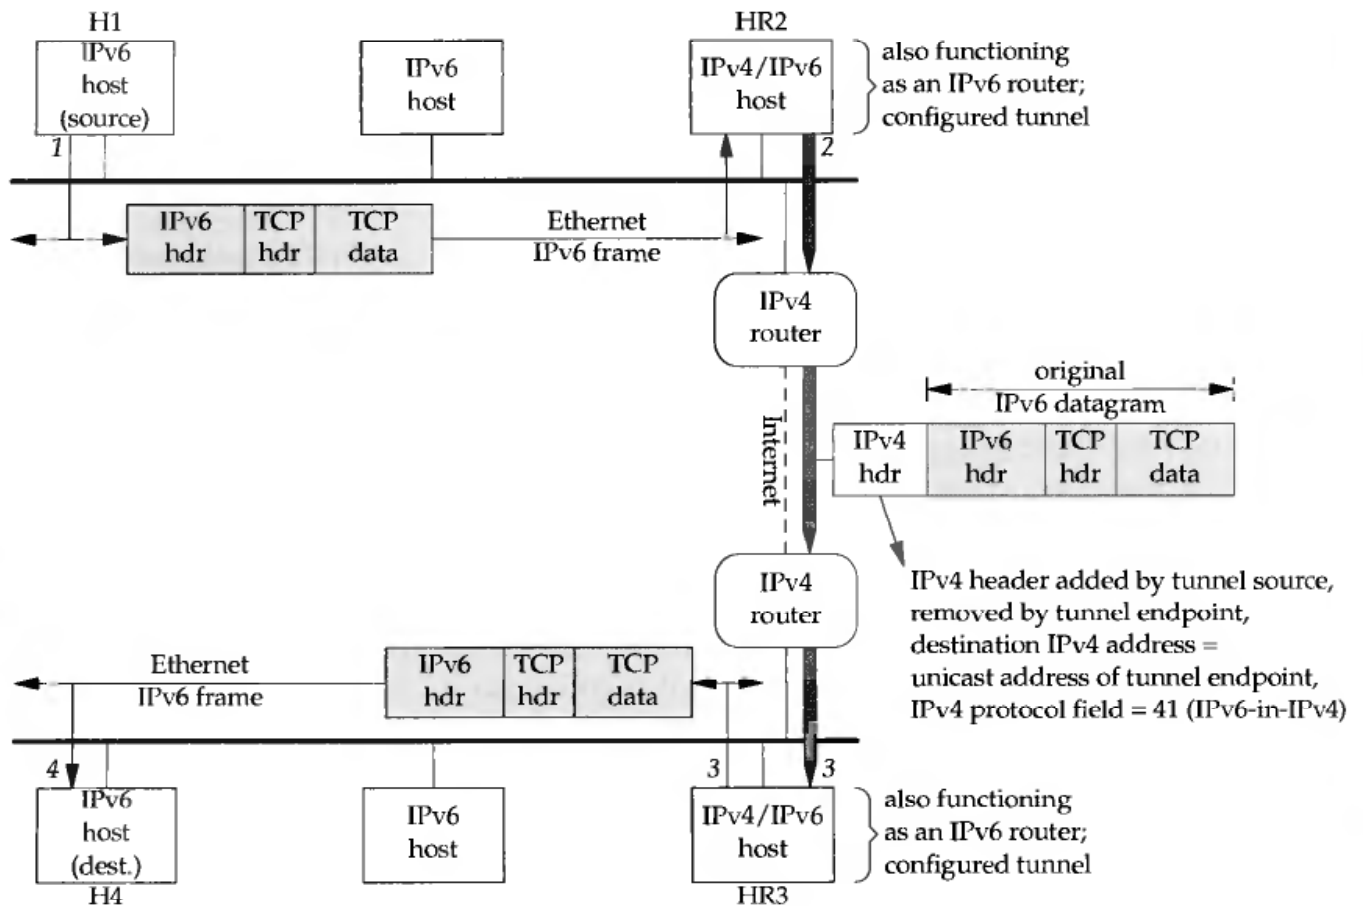 H1
IPv6
host
(source)
IPv6
host
HR2
IPv4/IPv6
host
also functioning
as an IPv6 router;
configured tunnel
1
2
IPv6
hdr
TCP
hdr
TCP
data
Ethernet
IPv6 frame
IPv4
router
Internet
original
IPv6 datagram
IPv4
hdr
IPv6
hdr
TCP
hdr
TCP
data
IPv4
router
IPv4 header added by tunnel source,
removed by tunnel endpoint,
destination IPv4 address =
unicast address of tunnel endpoint,
IPv4 protocol field = 41 (IPv6-in-IPv4)
Ethernet
IPv6 frame
IPv6
hdr
TCP
hdr
TCP
data
4
3
3
IPv6
host
(dest.)
H4
IPv6
host
IPv4/IPv6
host
HR3
also functioning
as an IPv6 router;
configured tunnel